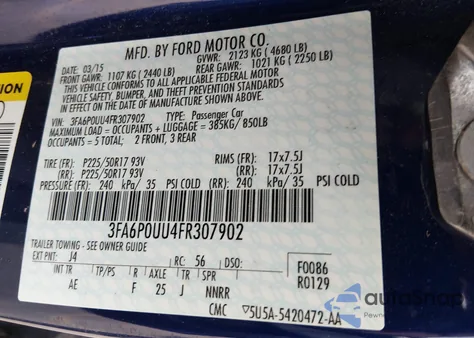 MFD. BY FORD MOTOR CO.
DATE: 03/15 GVWR: 2123 KG ( 4680 LB)
FRONT GAWR: 1107 KG ( 2440 LB) REAR GAWR: 1021 KG ( 2250 LB)
THIS VEHICLE CONFORMS TO ALL APPLICABLE FEDERAL MOTOR
VEHICLE SAFETY, BUMPER, AND THEFT PREVENTION STANDARDS IN
EFFECT ON THE DATE OF MANUFACTURE SHOWN ABOVE.
VIN: 3FA6P0UU4FR307902 TYPE: Passenger Car
MAXIMUM LOAD = OCCUPANTS + LUGGAGE = 385KG/ 850LB
OCCUPANTS = 5 TOTAL: 2 FRONT, 3 REAR
TIRE (FR): P225/50R17 93V RIMS (FR): 17x7.5J
(RR): P225/50R17 93V (RR): 17x7.5J
PRESSURE (FR): 240 kPa/ 35 PSI COLD (RR): 240 kPa/ 35 PSI COLD
3FA6P0UU4FR307902
TRAILER TOWING - SEE OWNER GUIDE
EXT PNT: J4 RC: 56 DSO: F0086
INT TR TP/PS R AXLE TR SPR R0129
AE F 25 J NNRR
CMC 5U5A-5420472-AA
autoSnap